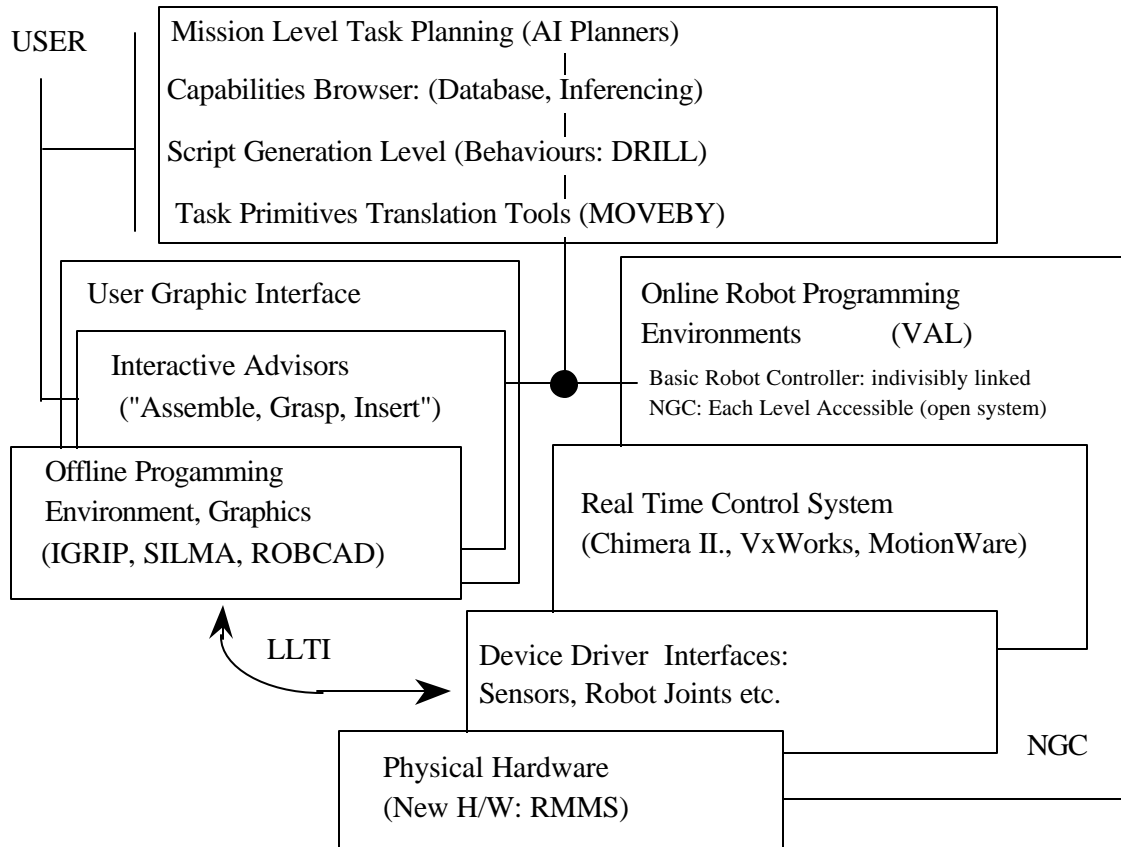 USER
Mission Level Task Planning (AI Planners)
Capabilities Browser: (Database, Inferencing)
Script Generation Level (Behaviours: DRILL)
Task Primitives Translation Tools (MOVEBY)
User Graphic Interface
Interactive Advisors
("Assemble, Grasp, Insert")
Offline Progamming
Environment, Graphics
(IGRIP, SILMA, ROBCAD)
Online Robot Programming
Environments (VAL)
Basic Robot Controller: indivisibly linked
NGC: Each Level Accessible (open system)
Real Time Control System
(Chimera II., VxWorks, MotionWare)
LLTI
Device Driver Interfaces:
Sensors, Robot Joints etc.
NGC
Physical Hardware
(New H/W: RMMS)